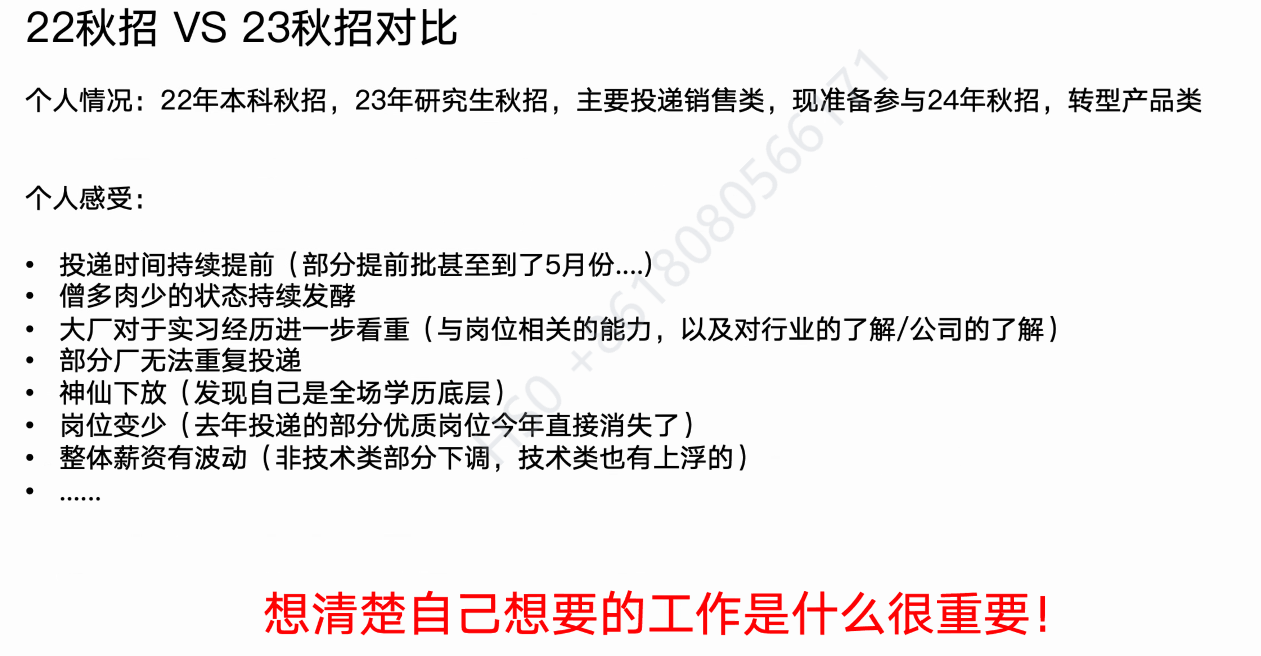 22秋招 VS 23秋招对比
个人情况：22年本科秋招，23年研究生秋招，主要投递销售类，现准备参与24年秋招，转型产品类
个人感受：
• 投递时间持续提前（部分提前批甚至到了5月份....）
• 僧多肉少的状态持续发酵
• 大厂对于实习经历进一步看重（与岗位相关的能力，以及对行业的了解/公司的了解）
• 部分厂无法重复投递
• 神仙下放（发现自己是全场学历底层）
• 岗位变少（去年投递的部分优质岗位今年直接消失了）
• 整体薪资有波动（非技术类部分下调，技术类也有上浮的）
• ......
想清楚自己想要的工作是什么很重要！